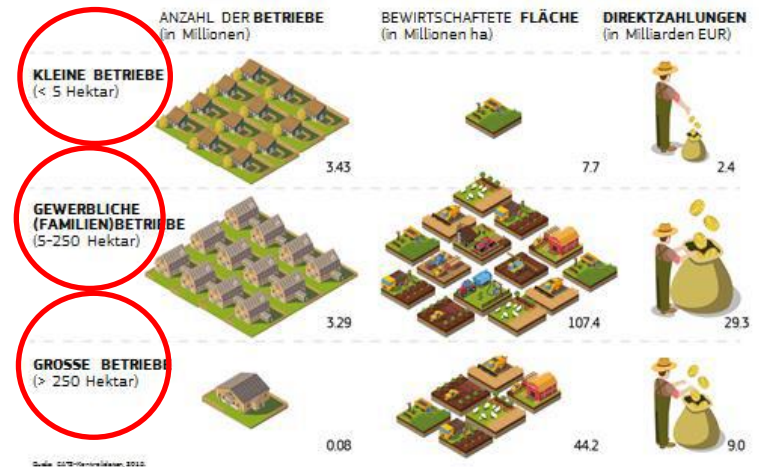 ANZAHL DER BETRIEBE
(in Millionen)
BEWIRTSCHAFTETE FLÄCHE
(in Millionen ha)
DIREKTZAHLUNGEN
(in Milliarden EUR)
KLEINE BETRIEBE
(< 5 Hektar)
3.43
7.7
2.4
GEWERBLICHE
(FAMILIEN)BETRIEBE
(5-250 Hektar)
3.29
107.4
29.3
GROSSE BETRIEBE
(> 250 Hektar)
0.08
44.2
9.0